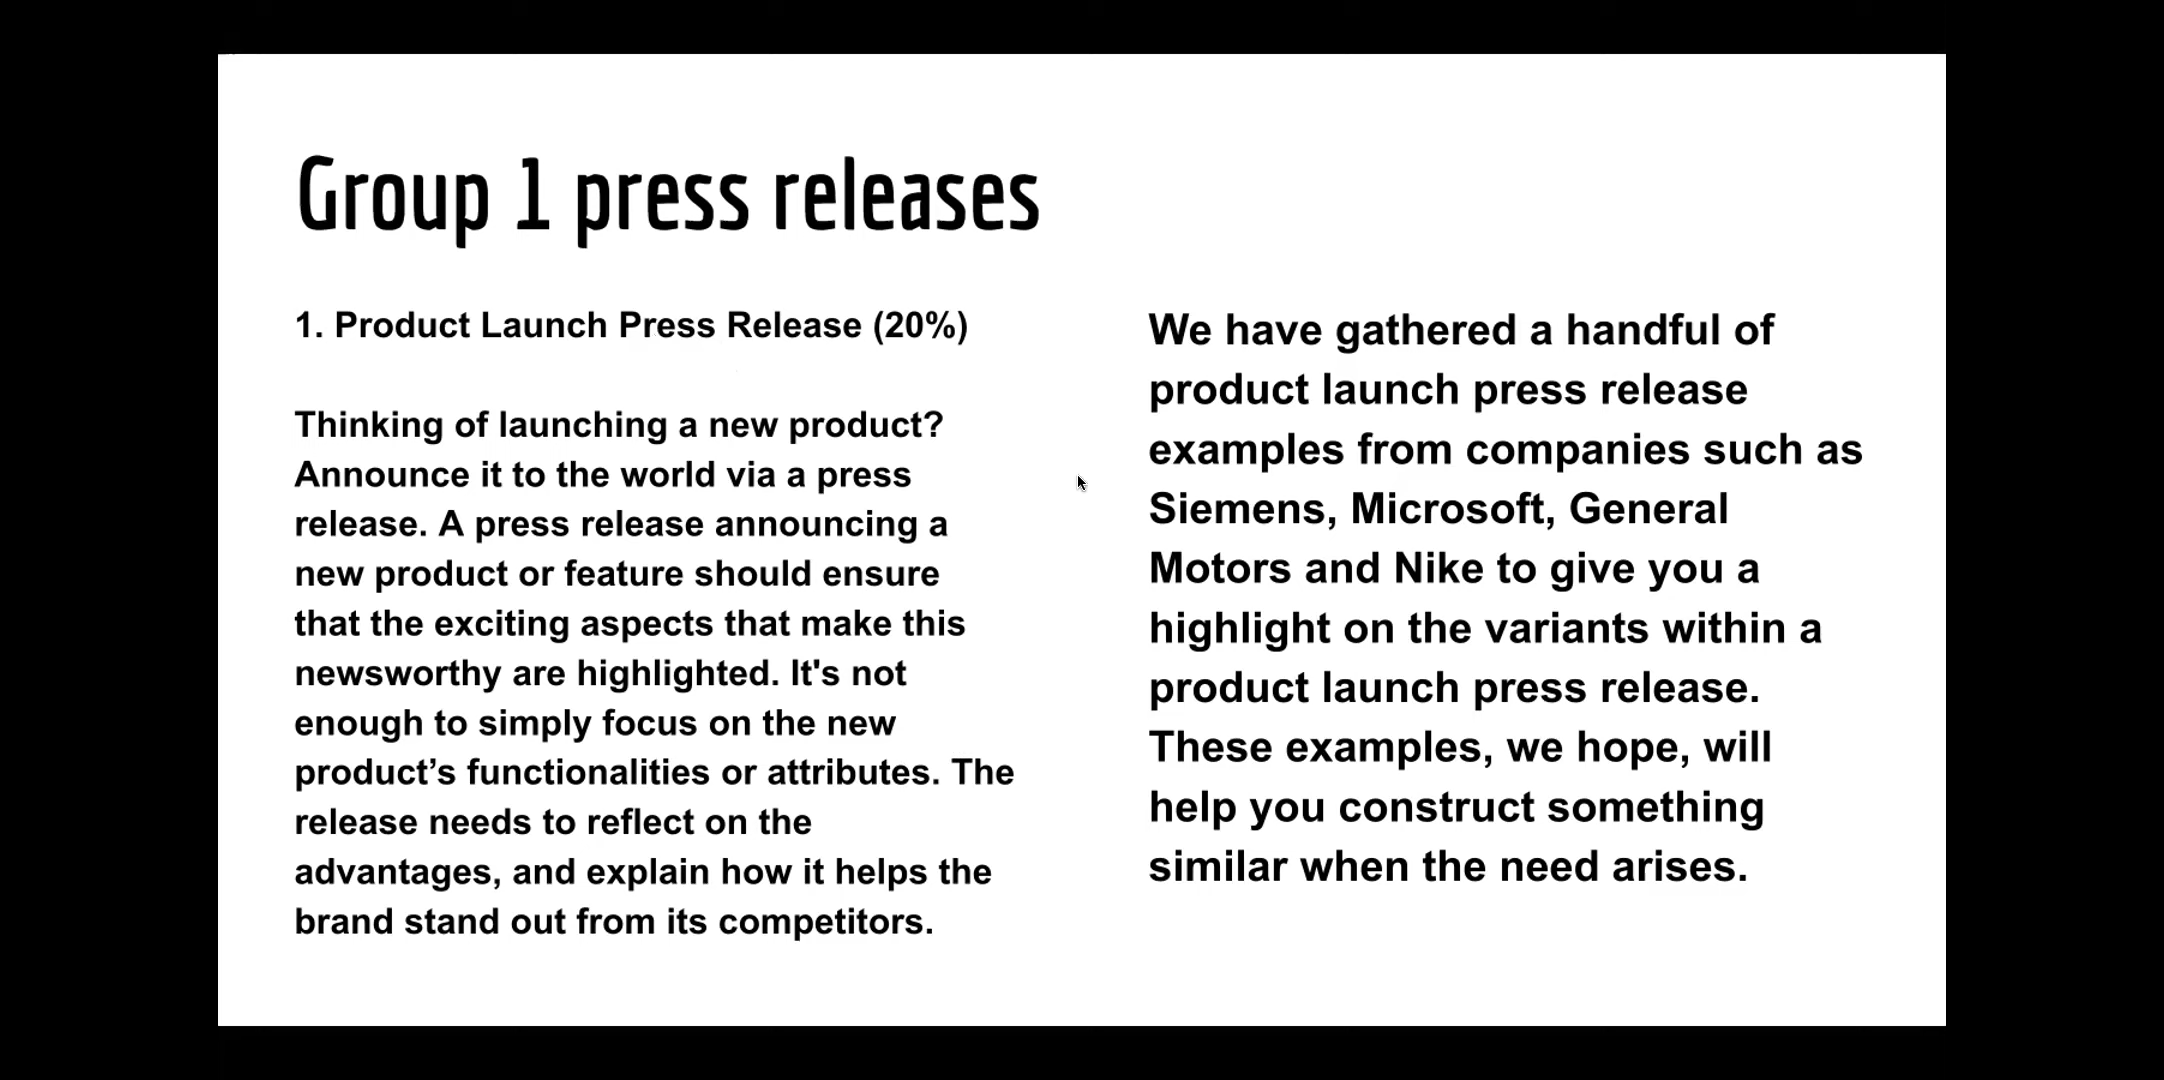 Group 1 press releases
1. Product Launch Press Release (20%)
Thinking of launching a new product?
Announce it to the world via a press
release. A press release announcing a
new product or feature should ensure
that the exciting aspects that make this
newsworthy are highlighted. It's not
enough to simply focus on the new
product’s functionalities or attributes. The
release needs to reflect on the
advantages, and explain how it helps the
brand stand out from its competitors.
We have gathered a handful of
product launch press release
examples from companies such as
Siemens, Microsoft, General
Motors and Nike to give you a
highlight on the variants within a
product launch press release.
These examples, we hope, will
help you construct something
similar when the need arises.